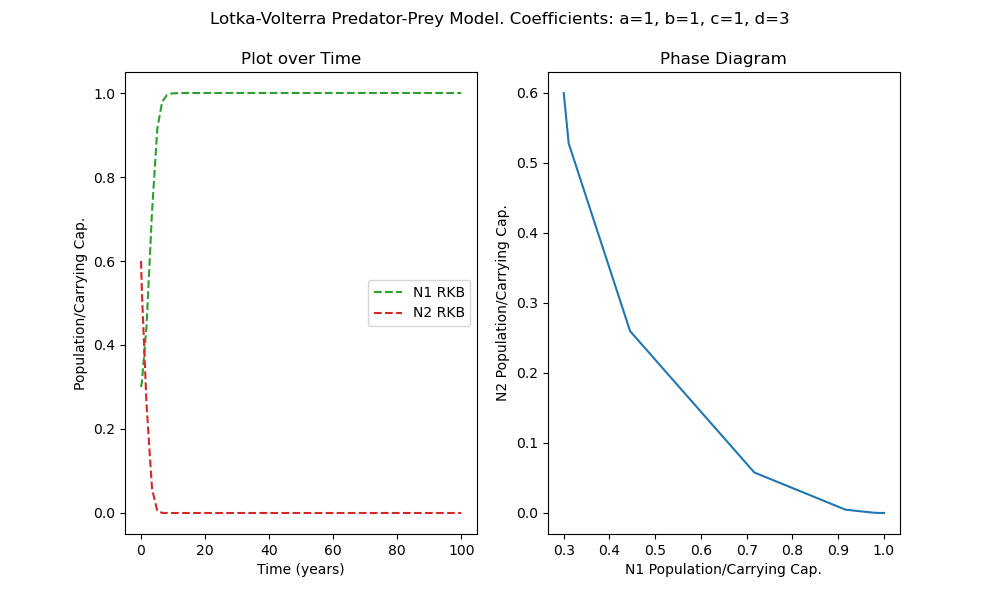 Lotka-Volterra Predator-Prey Model. Coefficients: a=1, b=1, c=1, d=3
Plot over Time
Population/Carrying Cap.
1.0
0.8
0.6
0.4
0.2
0.0
N1 RKB
N2 RKB
0 20 40 60 80 100
Time (years)
Phase Diagram
N2 Population/Carrying Cap.
0.6
0.5
0.4
0.3
0.2
0.1
0.0
0.3 0.4 0.5 0.6 0.7 0.8 0.9 1.0
N1 Population/Carrying Cap.